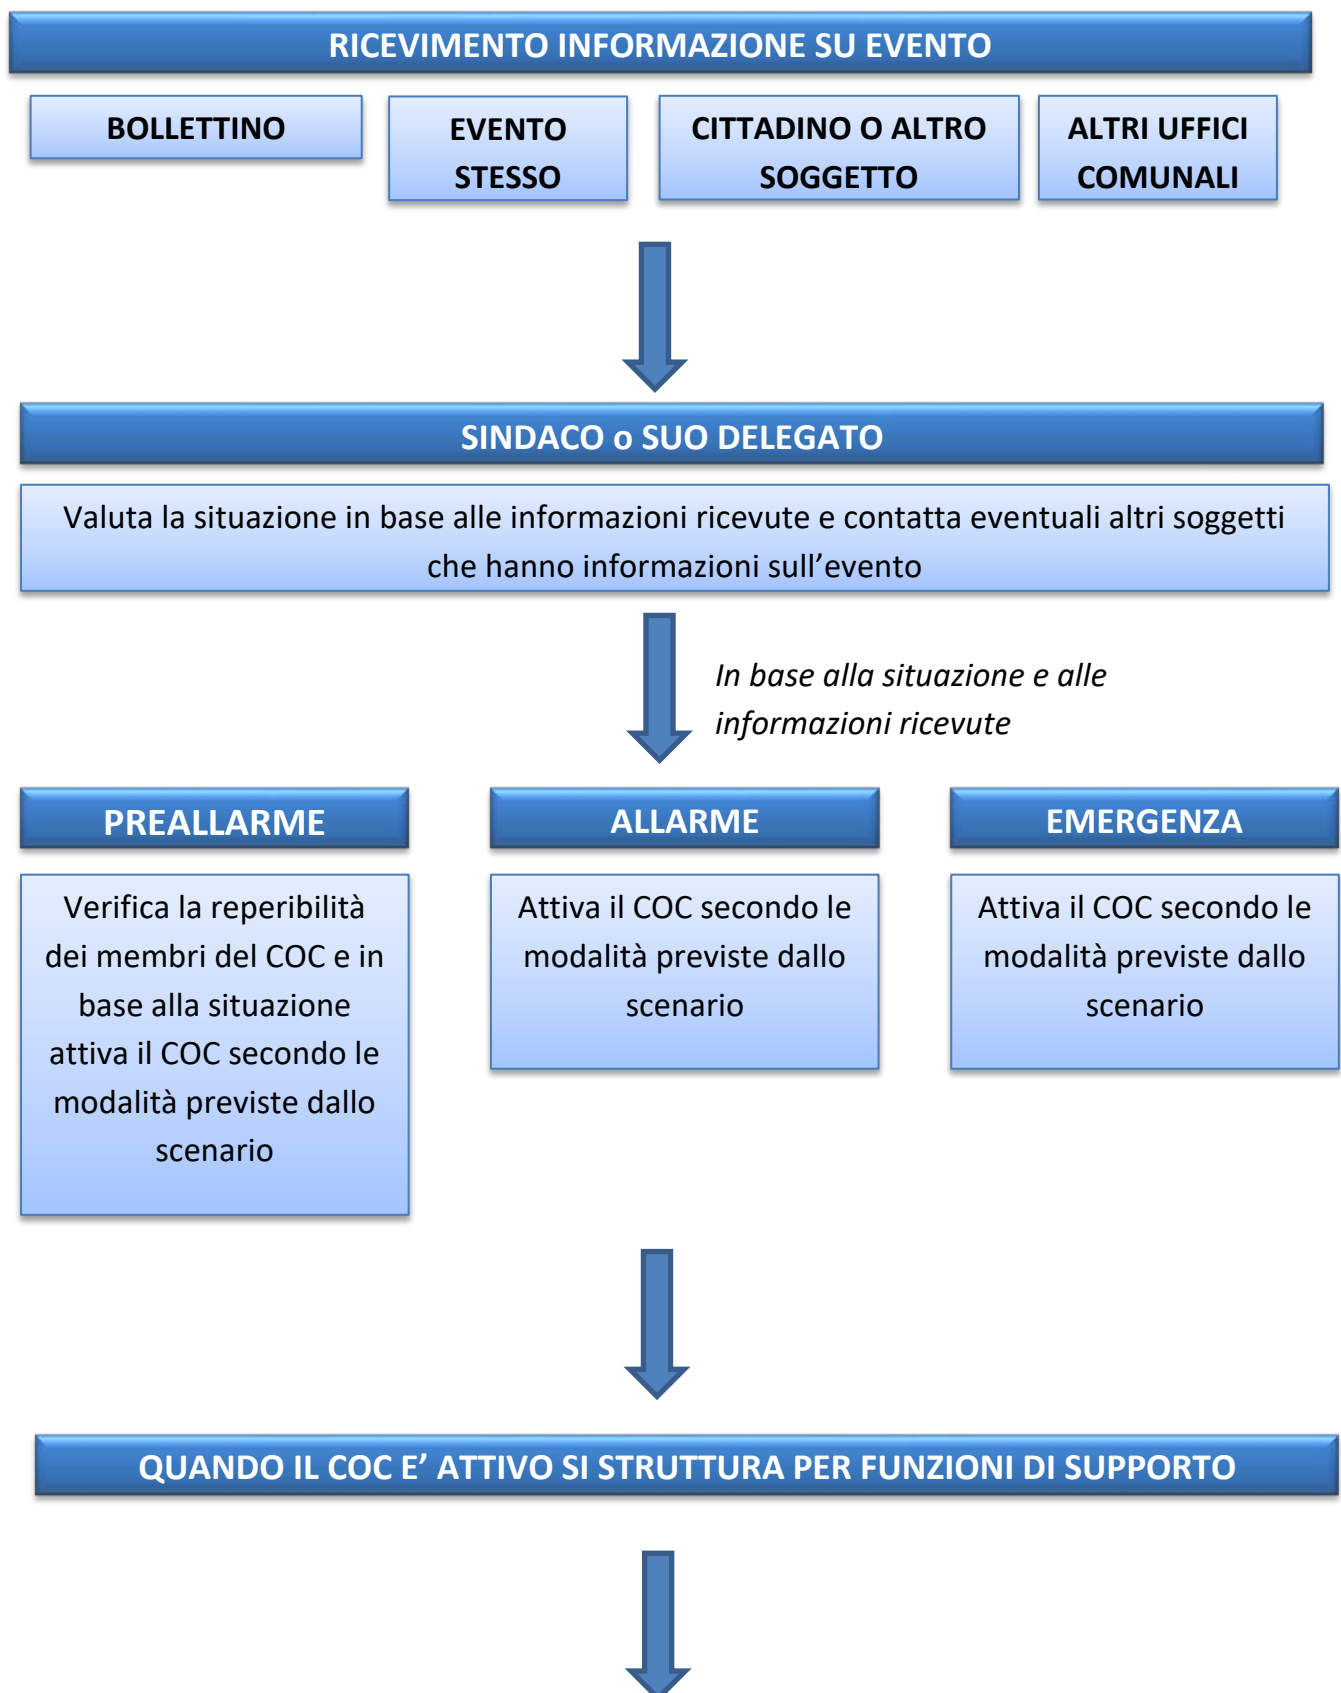 RICEVIMENTO INFORMAZIONE SU EVENTO
BOLLETTINO
EVENTO
STESSO
CITTADINO O ALTRO
SOGGETTO
ALTRI UFFICI
COMUNALI
SINDACO o SUO DELEGATO
Valuta la situazione in base alle informazioni ricevute e contatta eventuali altri soggetti
che hanno informazioni sull’evento
In base alla situazione e alle
informazioni ricevute
PREALLARME
Verifica la reperibilità
dei membri del COC e in
base alla situazione
attiva il COC secondo le
modalità previste dallo
scenario
ALLARME
Attiva il COC secondo le
modalità previste dallo
scenario
EMERGENZA
Attiva il COC secondo le
modalità previste dallo
scenario
QUANDO IL COC E’ ATTIVO SI STRUTTURA PER FUNZIONI DI SUPPORTO